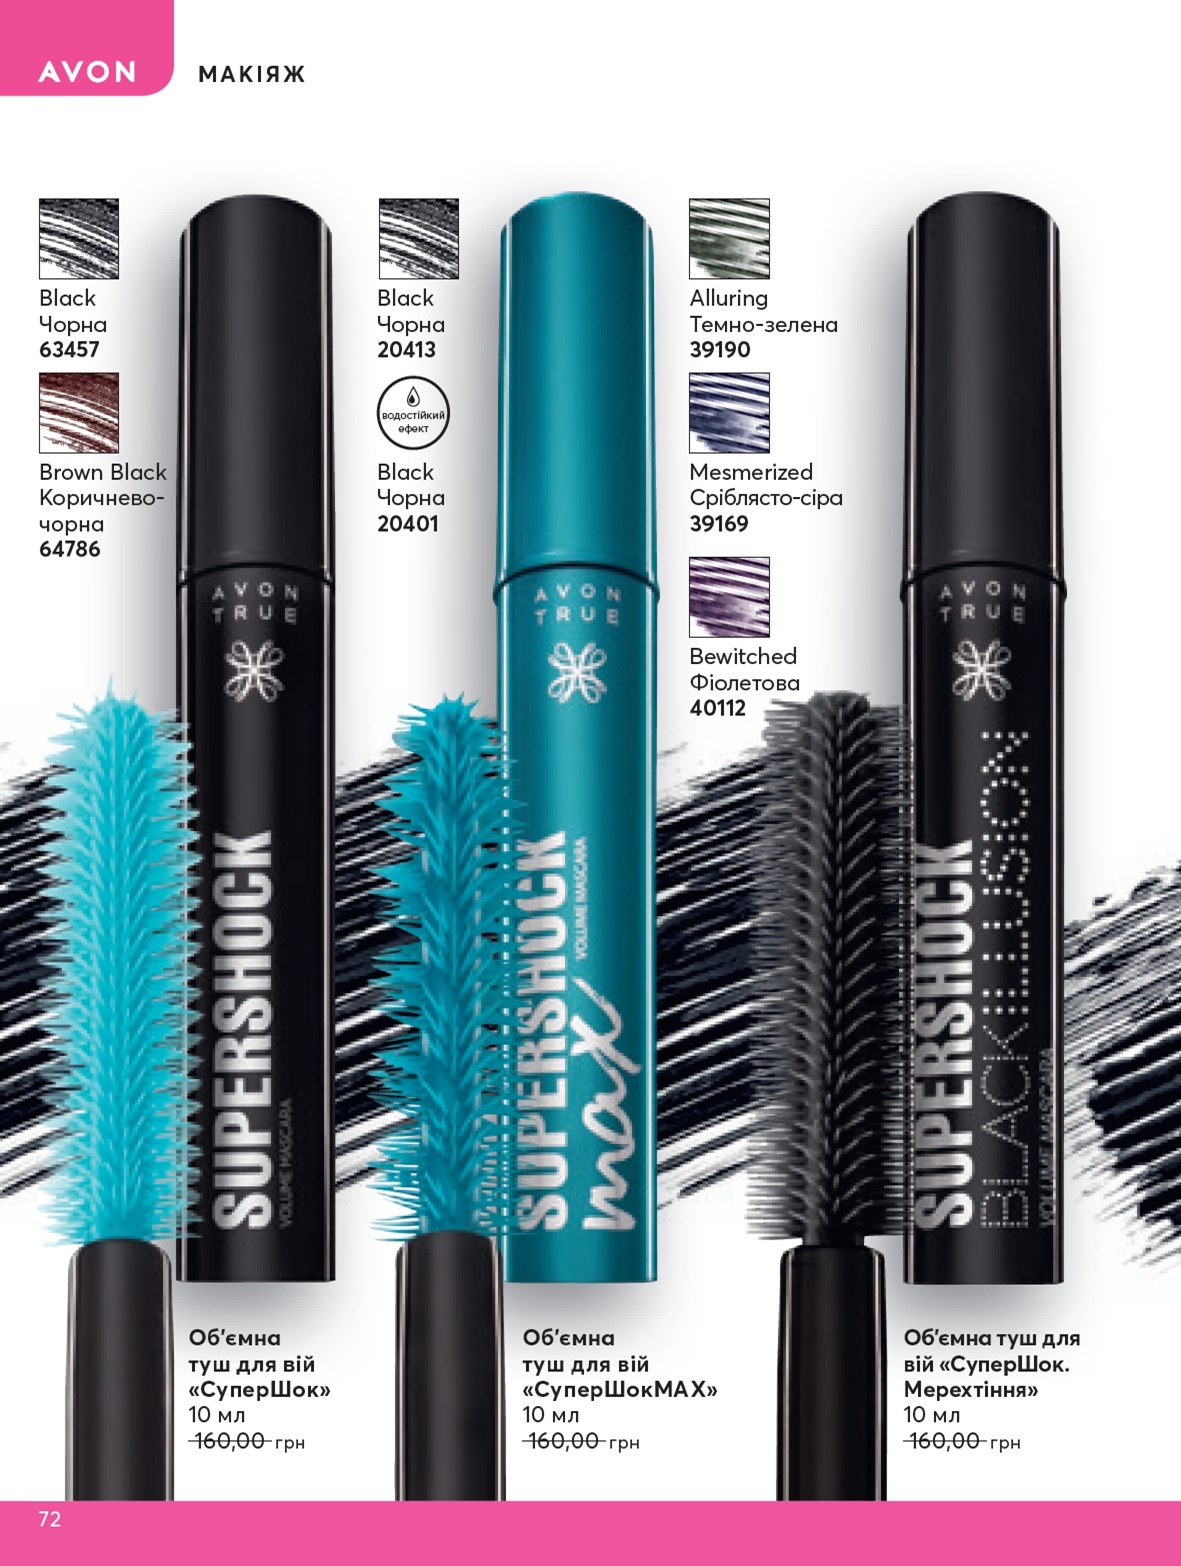 AVON
МАКІЯЖ
Black
Чорна
63457
Brown Black
Коричнево-
чорна
64786
Black
Чорна
20413
водостійкий
ефект
Black
Чорна
20401
Alluring
Темно-зелена
39190
Mesmerized
Сріблясто-сіра
39169
Bewitched
Фіолетова
40112
AVON
TRUE
SUPERSHOCK
VOLUME MASCARA
AVON
TRUE
SUPERSHOCK
VOLUME MASCARA
max
AVON
TRUE
SUPERSHOCK
BLACKILLUSION
VOLUME MASCARA
Об’ємна
туш для вій
«СуперШок»
10 мл
160,00 грн
Об’ємна
туш для вій
«СуперШокMAX»
10 мл
160,00 грн
Об’ємна туш для
вій «СуперШок.
Мерехтіння»
10 мл
160,00 грн
72